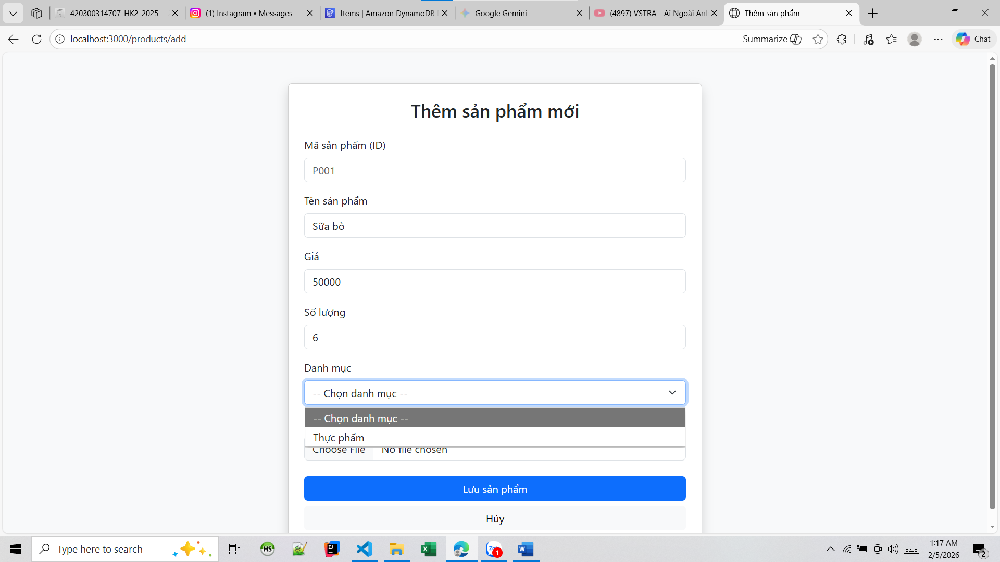 420300314707_HK2_2025_-_
(1) Instagram • Messages
Items | Amazon DynamoDB
Google Gemini
(4897) VSTRA - Ai Ngoài Anh
Thêm sản phẩm
localhost:3000/products/add
Summarize
Chat
Thêm sản phẩm mới
Mã sản phẩm (ID)
P001
Tên sản phẩm
Sữa bò
Giá
50000
Số lượng
6
Danh mục
-- Chọn danh mục --
-- Chọn danh mục --
Thực phẩm
Choose File No file chosen
Lưu sản phẩm
Hủy
Type here to search
HS
IJ
Zalo
1
W
1:17 AM
2/5/2026
2